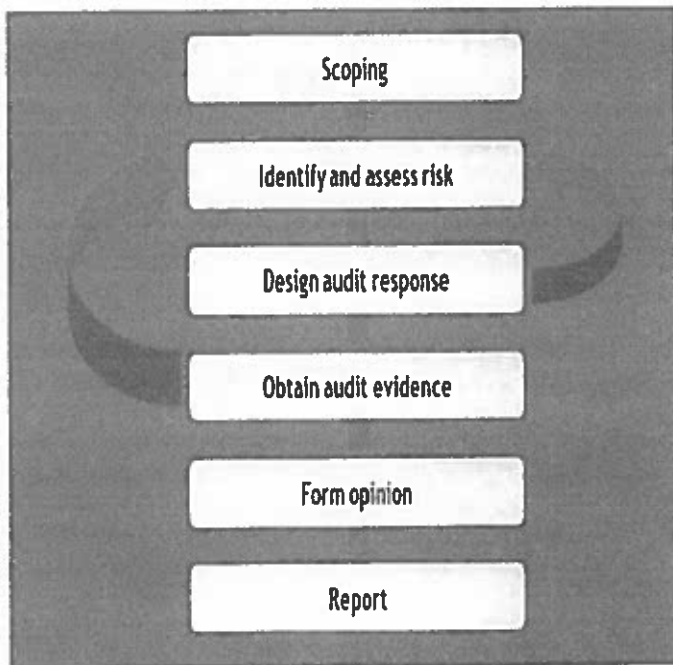 Scoping
Identify and assess risk
Design audit response
Obtain audit evidence
Form opinion
Report